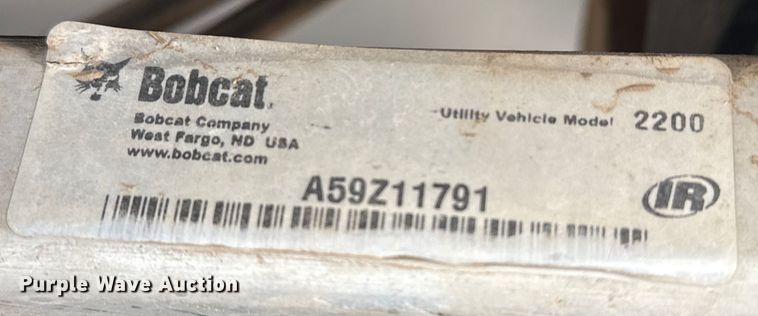 Bobcat.
Bobcat Company
West Fargo, ND USA
www.bobcat.com
Utility Vehicle Model 2200
A59Z11791
IR
Purple Wave Auction